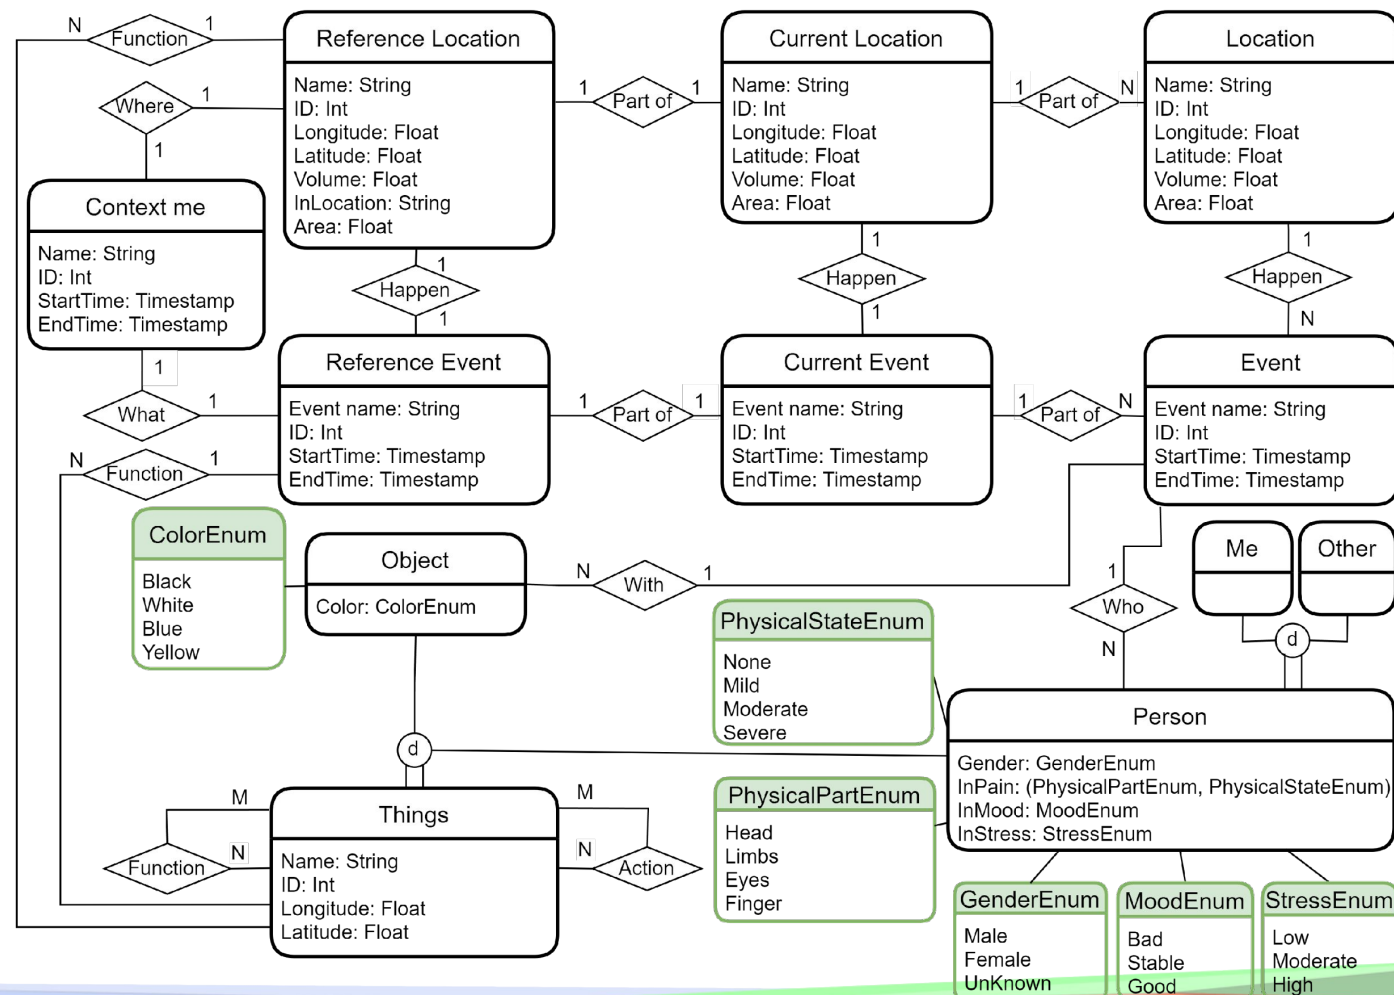 N
Function
1
Reference Location
Name: String
ID: Int
Longitude: Float
Latitude: Float
Volume: Float
InLocation: String
Area: Float
1
Part of
1
Current Location
Name: String
ID: Int
Longitude: Float
Latitude: Float
Volume: Float
Area: Float
1
Part of
N
Location
Name: String
ID: Int
Longitude: Float
Latitude: Float
Volume: Float
Area: Float
Where
1
1
Context me
Name: String
ID: Int
StartTime: Timestamp
EndTime: Timestamp
1
Happen
1
1
Happen
1
1
Happen
N
1
What
1
Reference Event
Event name: String
ID: Int
StartTime: Timestamp
EndTime: Timestamp
1
Part of
1
Current Event
Event name: String
ID: Int
StartTime: Timestamp
EndTime: Timestamp
1
Part of
N
Event
Event name: String
ID: Int
StartTime: Timestamp
EndTime: Timestamp
N
Function
1
ColorEnum
Black
White
Blue
Yellow
Object
Color: ColorEnum
N
With
1
1
Who
N
Me
Other
d
PhysicalStateEnum
None
Mild
Moderate
Severe
Person
Gender: GenderEnum
InPain: (PhysicalPartEnum, PhysicalStateEnum)
InMood: MoodEnum
InStress: StressEnum
d
PhysicalPartEnum
Head
Limbs
Eyes
Finger
Things
Name: String
ID: Int
Longitude: Float
Latitude: Float
M
Function
N
M
N
Action
GenderEnum
Male
Female
UnKnown
MoodEnum
Bad
Stable
Good
StressEnum
Low
Moderate
High